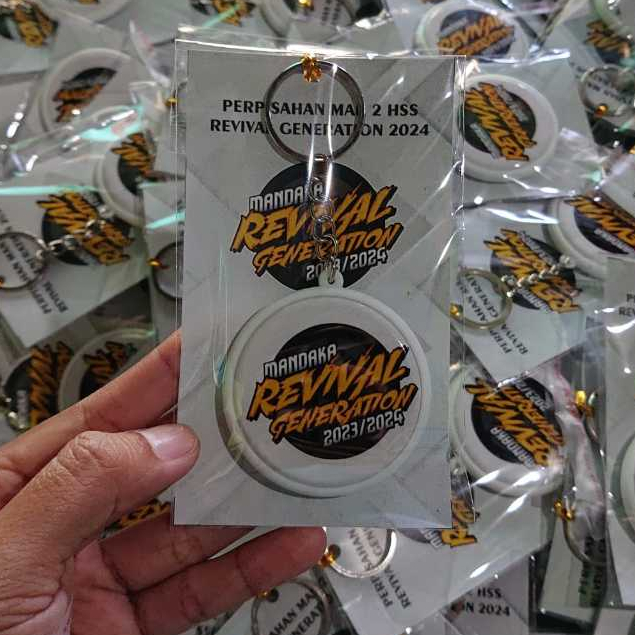 PERPISAHAN MAN 2 HSS
REVIVAL GENERATION 2024
MANDAKA
REVIVAL
GENERATION
2023/2024
MANDAKA
REVIVAL
GENERATION
2023/2024